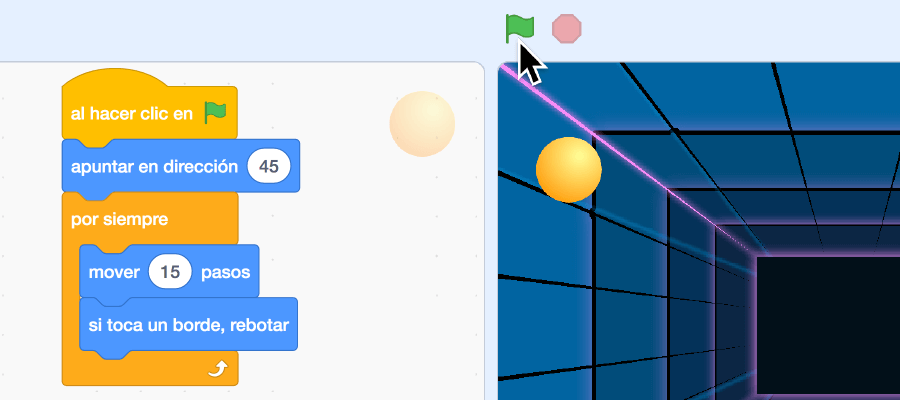 al hacer clic en
apuntar en dirección 45
por siempre
mover 15 pasos
si toca un borde, rebotar